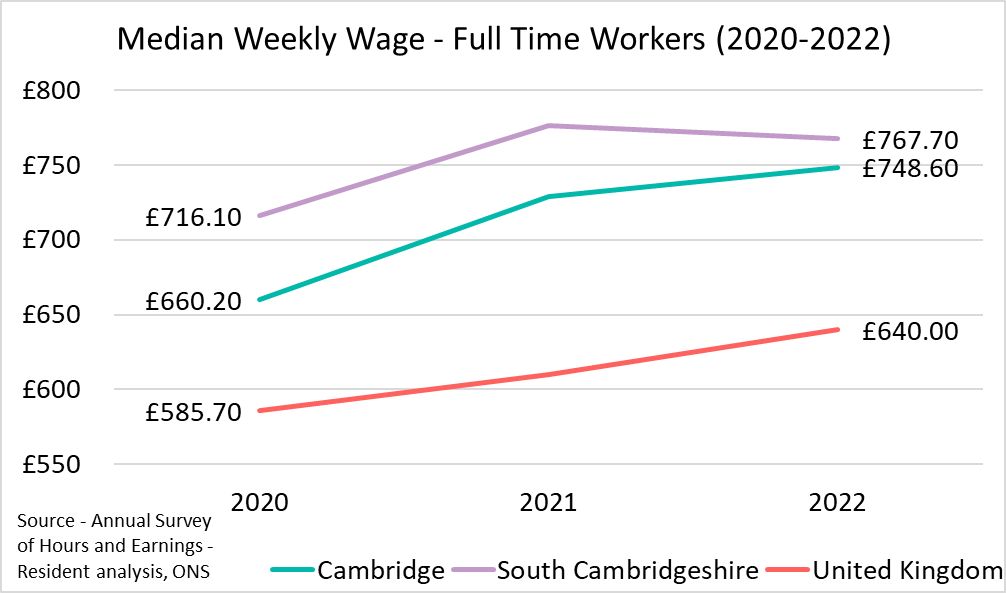 Median Weekly Wage - Full Time Workers (2020-2022)
£800
£750
£700
£650
£600
£550
£716.10
£660.20
£585.70
£767.70
£748.60
£640.00
2020 2021 2022
Source - Annual Survey
of Hours and Earnings -
Resident analysis, ONS
Cambridge South Cambridgeshire United Kingdom